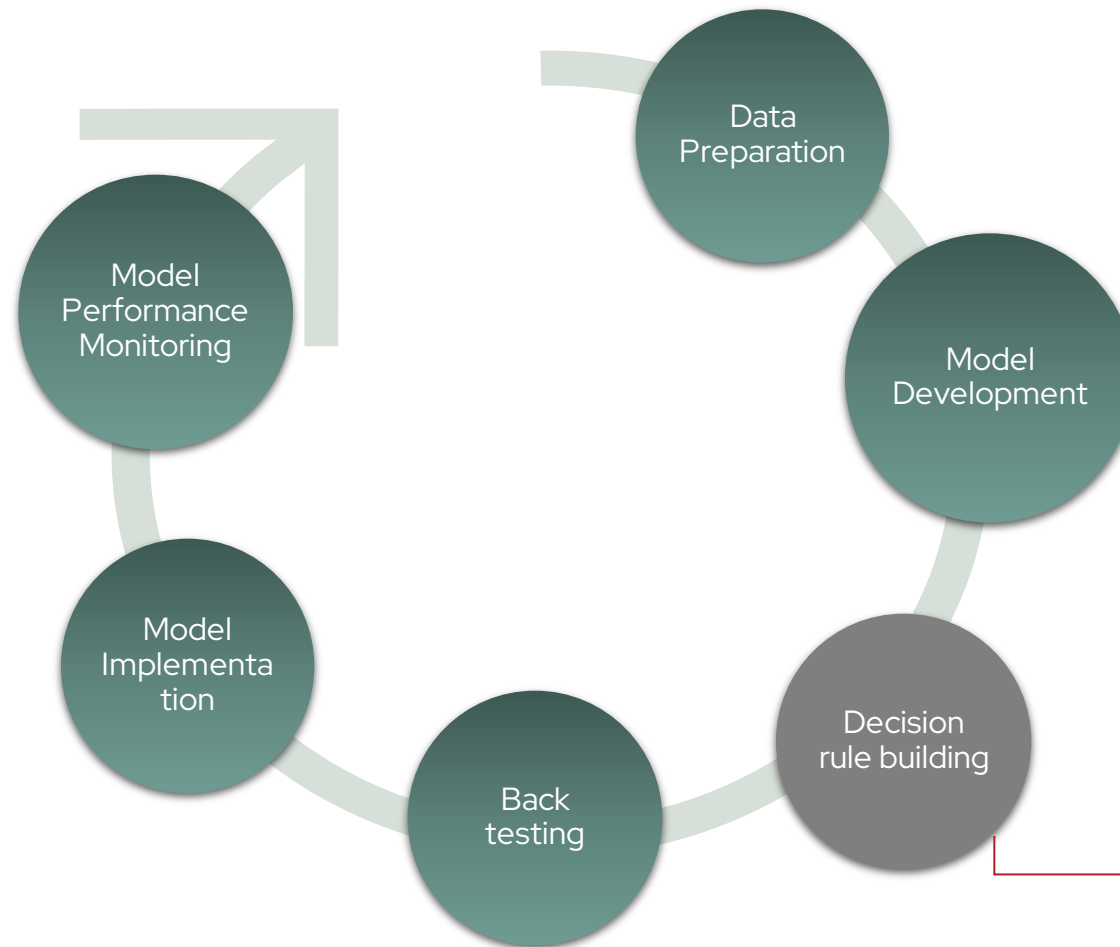 Data
Preparation
Model
Development
Decision
rule building
Back
testing
Model
Implementa
tion
Model
Performance
Monitoring